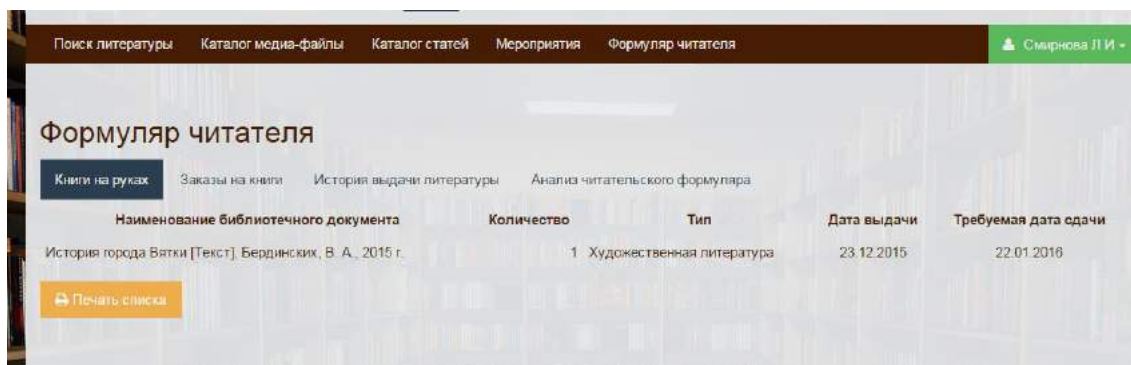 Поиск литературы Каталог медиа-файлы Каталог статей Мероприятия Формуляр читателя Смирнова Л.И
Формуляр читателя
Книги на руках Заказы на книги История выдачи литературы Анализ читательского формуляра
Наименование библиотечного документа Количество Тип Дата выдачи Требуемая дата сдачи
История города Вятки [Текст], Бердинских, В. А., 2015 г. 1 Художественная литература 23.12.2015 22.01.2016
Печать списка